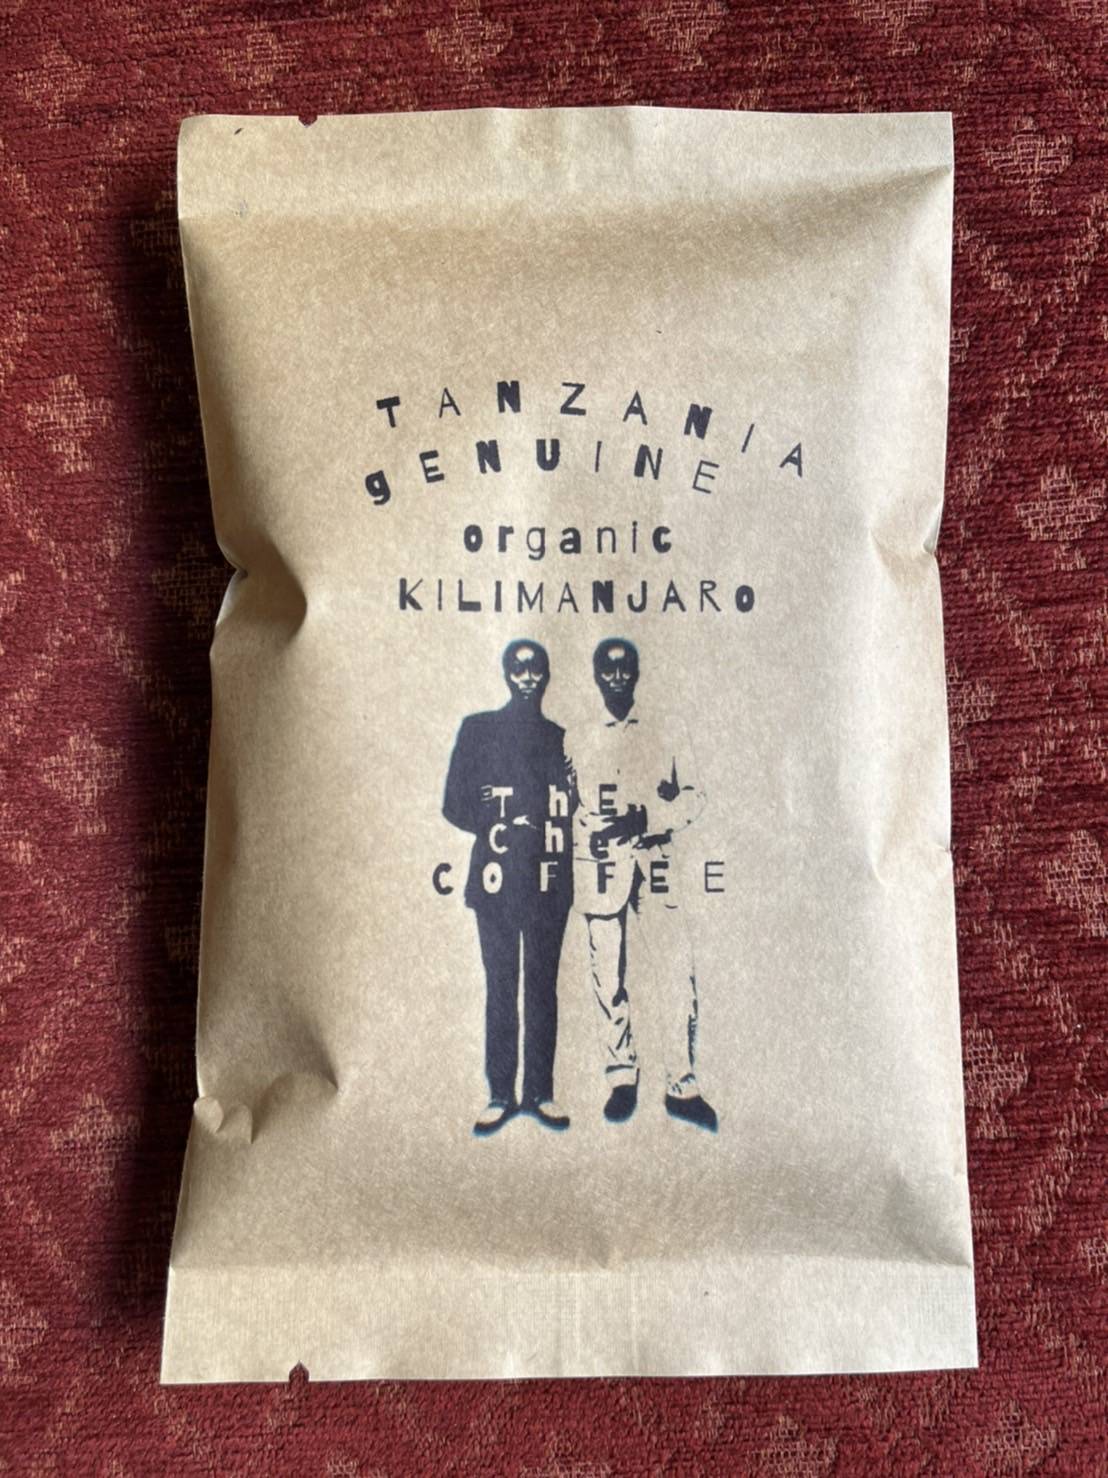 TANZANIA
gENUINE
organic
KILIMANJARO
ThE
Che
COFFEE